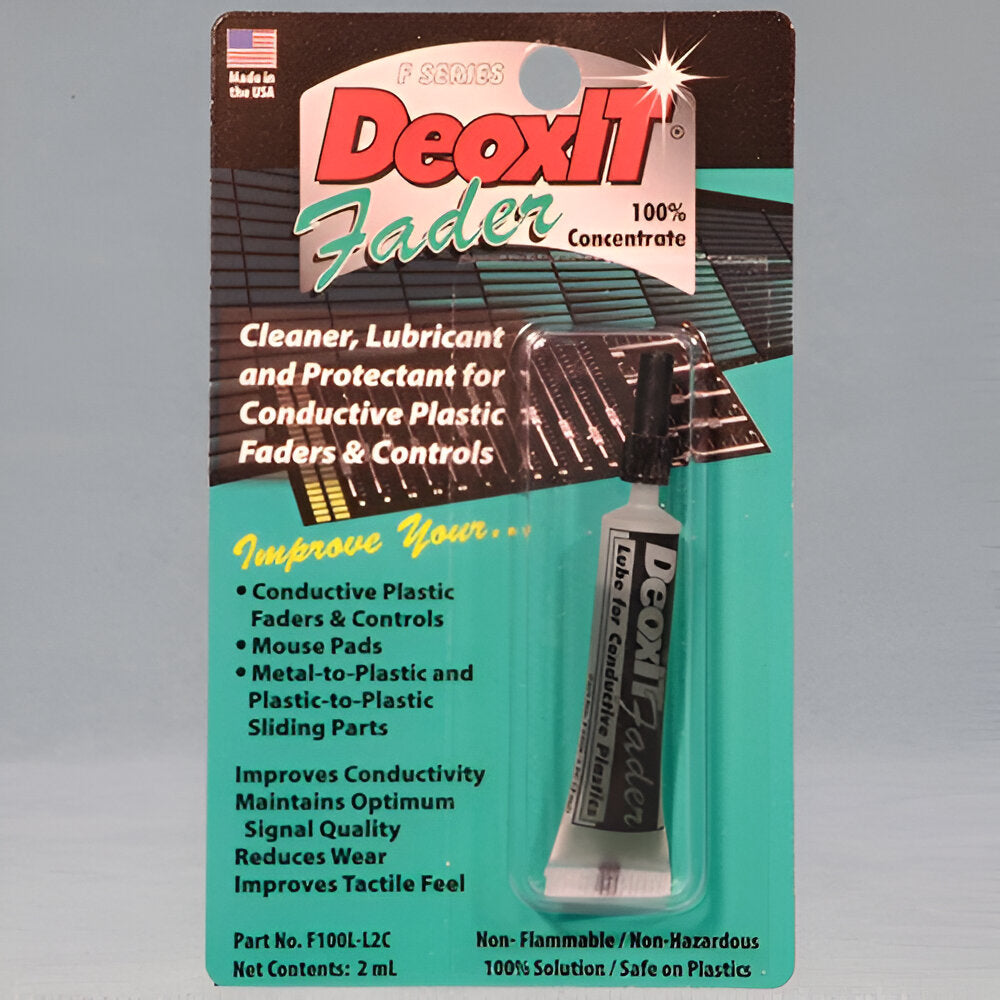 Made in
the USA
F SERIES
DeoxIT®
Fader
100%
Concentrate
Cleaner, Lubricant
and Protectant for
Conductive Plastic
Faders & Controls
Improve Your...
• Conductive Plastic
Faders & Controls
• Mouse Pads
• Metal-to-Plastic and
Plastic-to-Plastic
Sliding Parts
Improves Conductivity
Maintains Optimum
Signal Quality
Reduces Wear
Improves Tactile Feel
Part No. F100L-L2C
Net Contents: 2 mL
DeoxIT Fader
Lube for Conductive Plastics
Non-Flammable / Non-Hazardous
100% Solution / Safe on Plastics